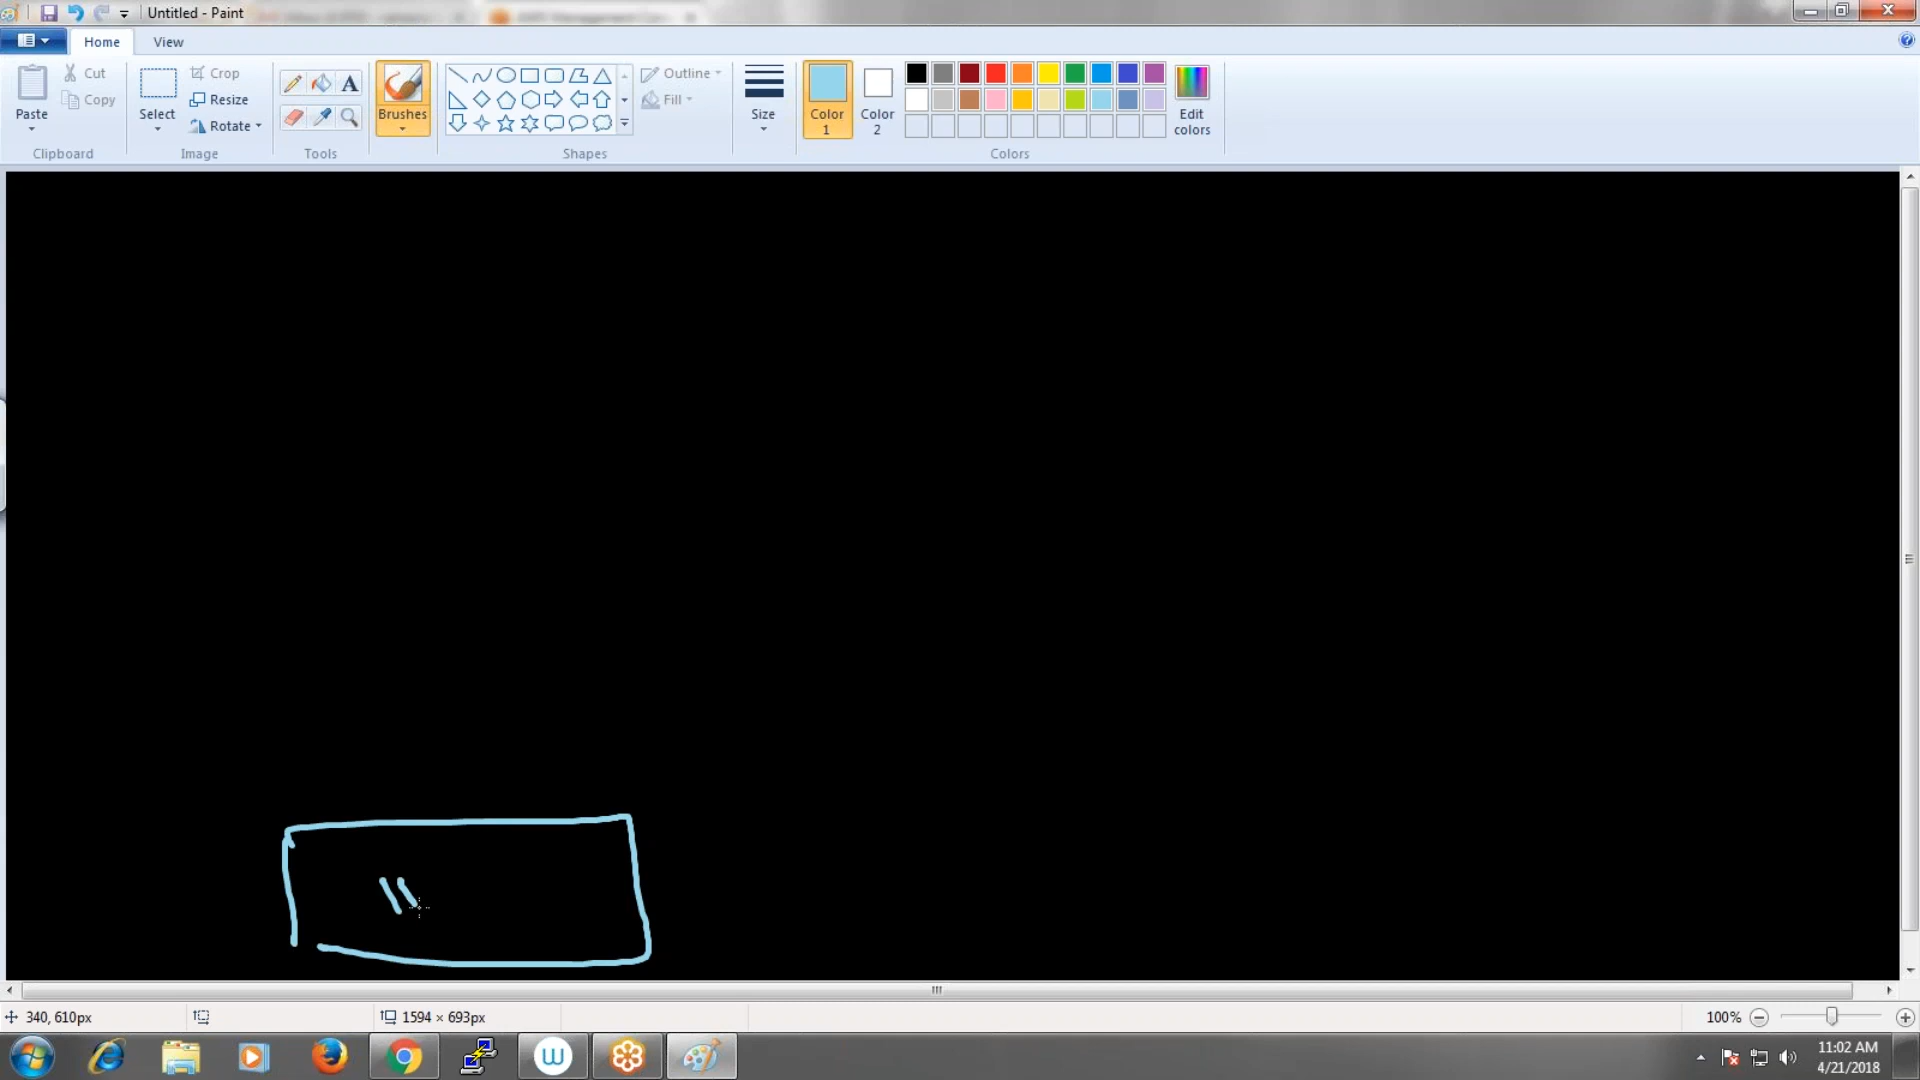 Untitled - Paint
Home View
Paste
Cut
Copy
Clipboard
Select
Crop
Resize
Rotate
Image
A
Tools
Brushes
Shapes
Outline
Fill
Size
Color 1
Color 2
Edit colors
Colors
340, 610px
1594 × 693px
100%
W
11:02 AM
4/21/2018